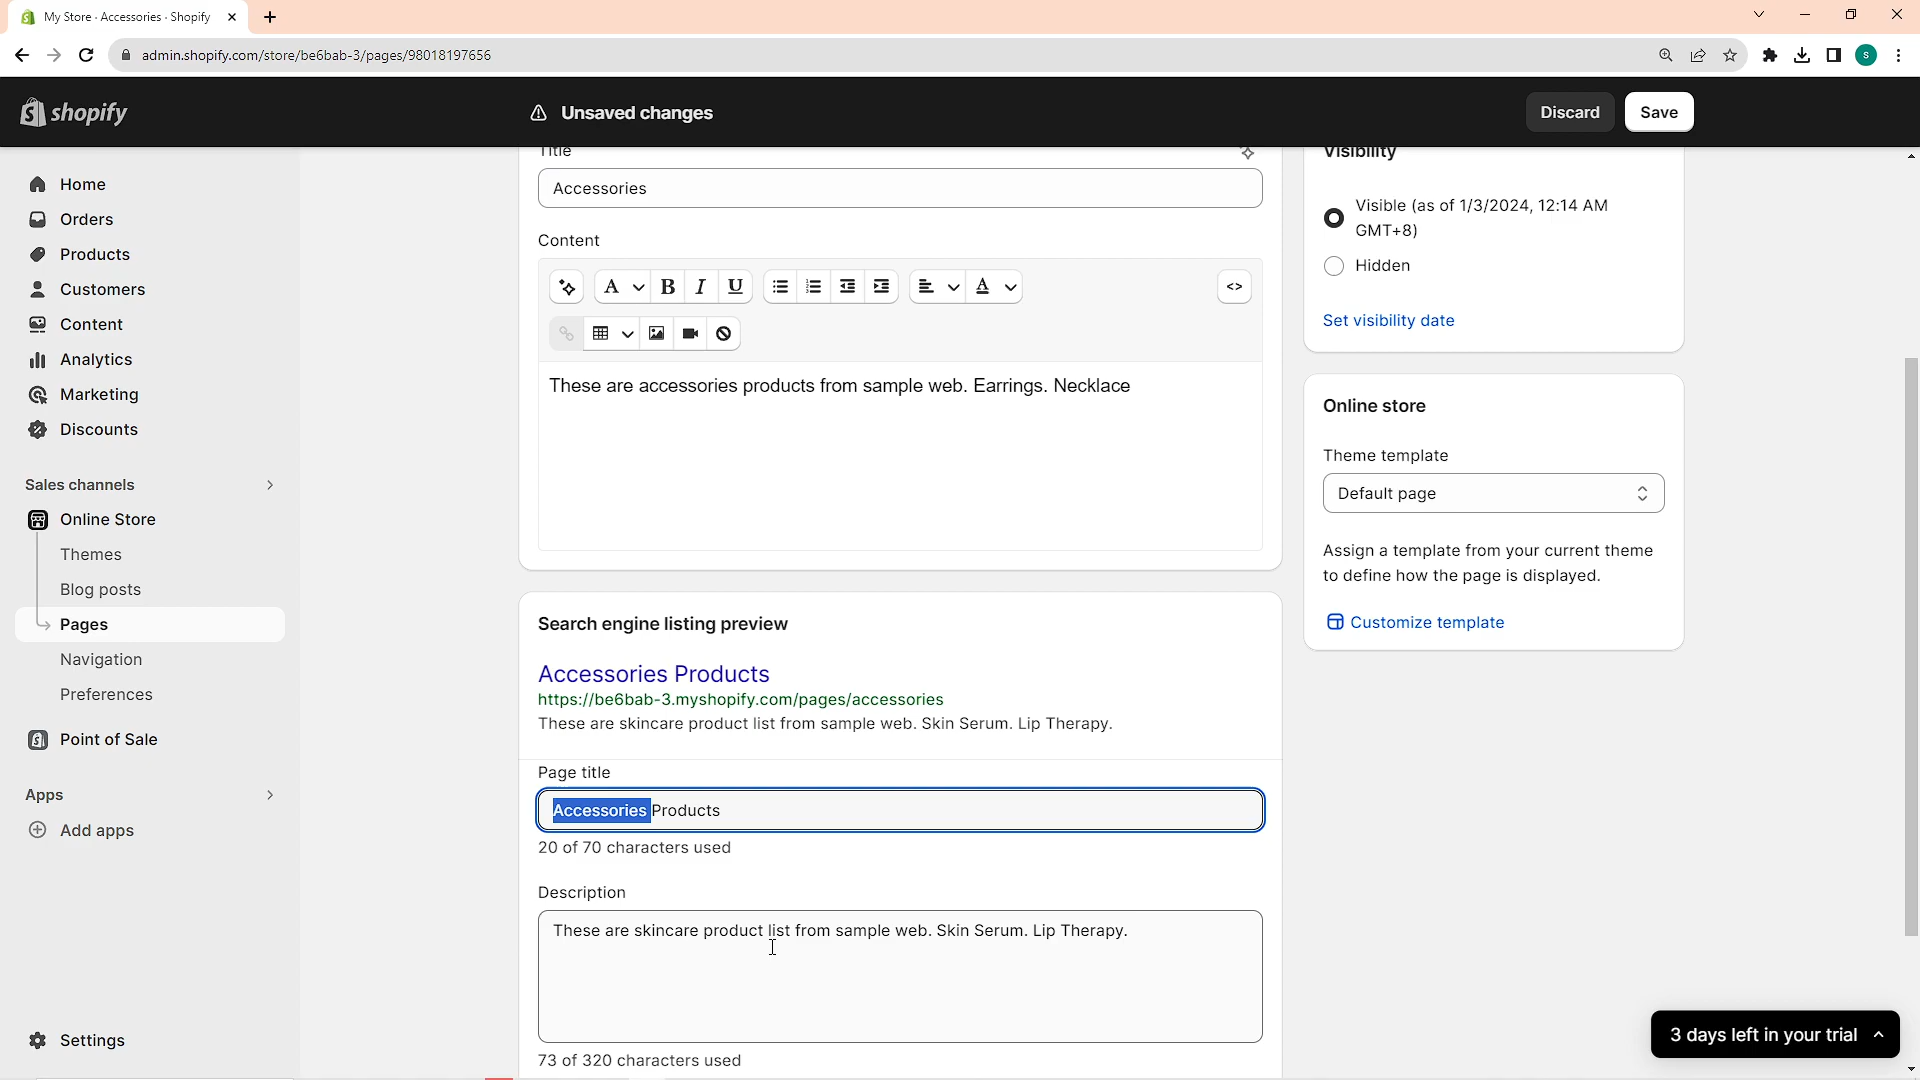 My Store · Accessories · Shopify
admin.shopify.com/store/be6bab-3/pages/98018197656
S
shopify
Unsaved changes
Discard
Save
Home
Orders
Products
Customers
Content
Analytics
Marketing
Discounts
Sales channels
Online Store
Themes
Blog posts
Pages
Navigation
Preferences
Point of Sale
Apps
Add apps
Settings
Title
Accessories
Content
A B I U A <>
These are accessories products from sample web. Earrings. Necklace
Search engine listing preview
Accessories Products
https://be6bab-3.myshopify.com/pages/accessories
These are skincare product list from sample web. Skin Serum. Lip Therapy.
Page title
Accessories Products
20 of 70 characters used
Description
These are skincare product list from sample web. Skin Serum. Lip Therapy.
73 of 320 characters used
Visibility
Visible (as of 1/3/2024, 12:14 AM
GMT+8)
Hidden
Set visibility date
Online store
Theme template
Default page
Assign a template from your current theme
to define how the page is displayed.
Customize template
3 days left in your trial